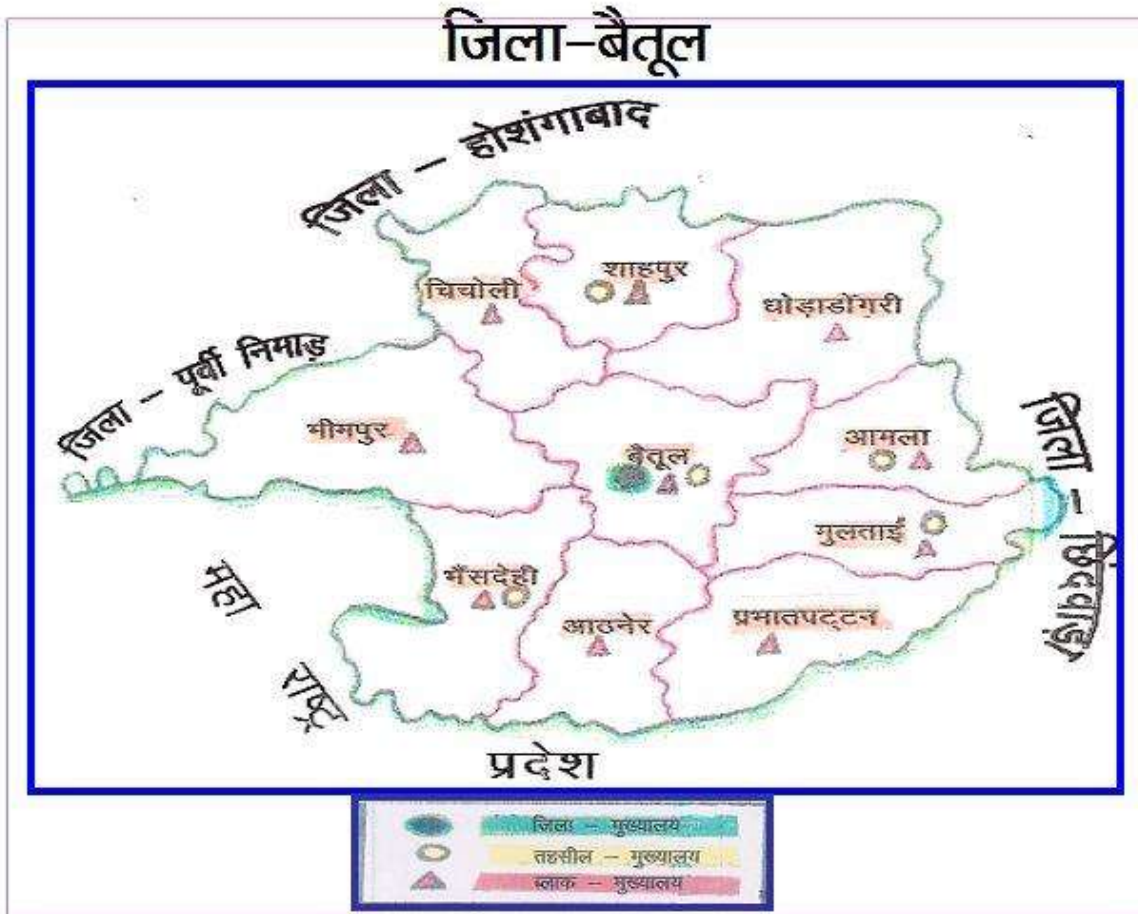 जिला-बैतूल
जिला - होशंगाबाद
शाहपुर
चिचोली
घोड़ाडोंगरी
जिला - पूर्वी निमाड़
भीमपुर
बैतूल
आमला
जिला - छिंदवाड़ा
मुलताई
भैंसदेही
महा
आठनेर
प्रभातपट्टन
राष्ट्र
प्रदेश
जिला - मुख्यालय
तहसील - मुख्यालय
ब्लाक - मुख्यालय